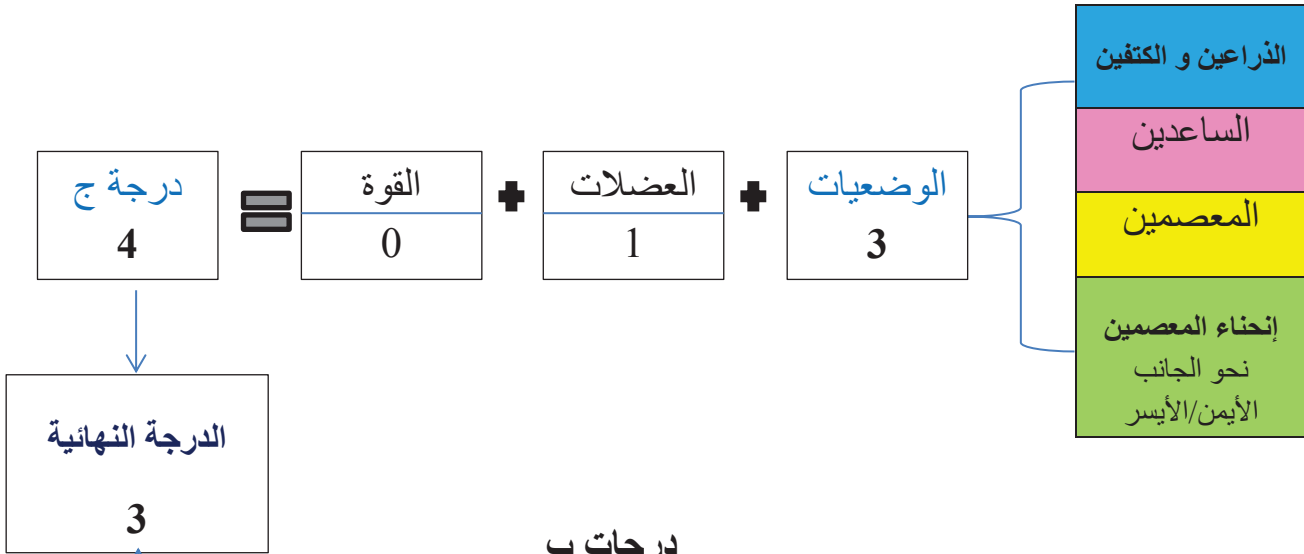 الذراعين و الكتفين
الساعدين
المعصمين
إنحناء المعصمين
نحو الجانب
الأيمن/الأيسر
الوضعيات
3
العضلات
1
القوة
0
درجة ج
4
الدرجة النهائية
3
درجات ب